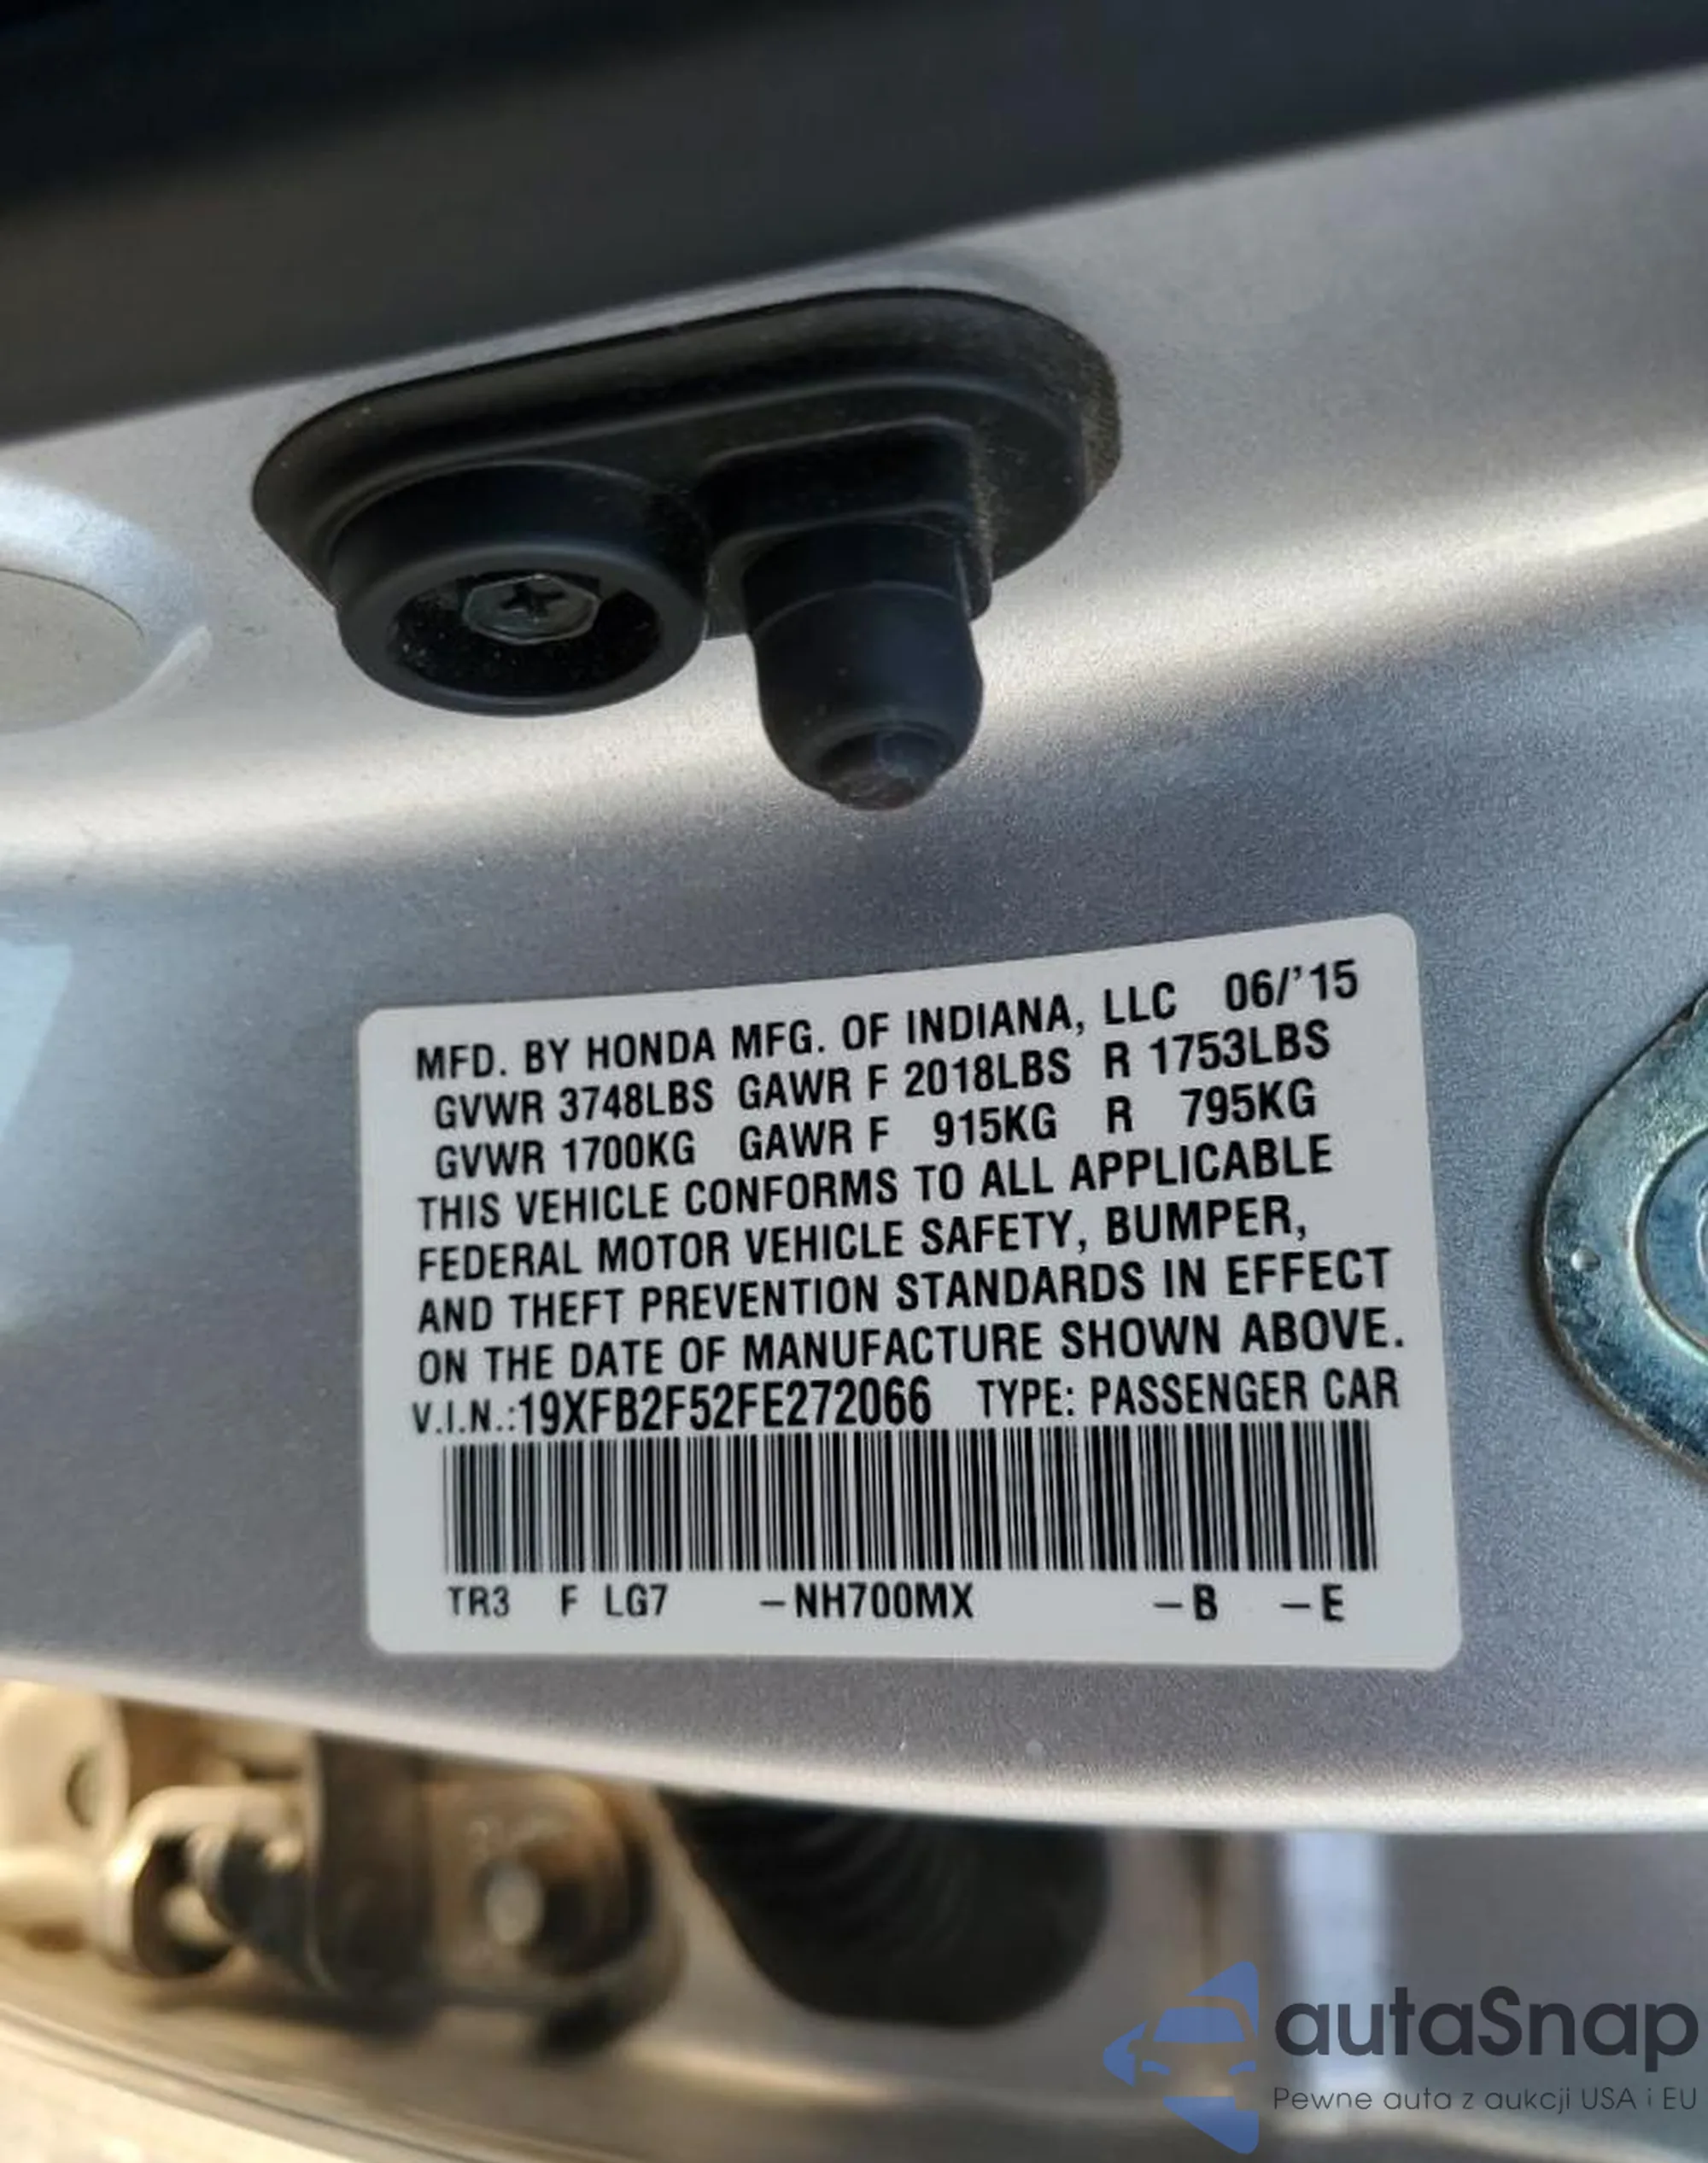 MFD. BY HONDA MFG. OF INDIANA, LLC 06/'15
GVWR 3748LBS GAWR F 2018LBS R 1753LBS
GVWR 1700KG GAWR F 915KG R 795KG
THIS VEHICLE CONFORMS TO ALL APPLICABLE
FEDERAL MOTOR VEHICLE SAFETY, BUMPER,
AND THEFT PREVENTION STANDARDS IN EFFECT
ON THE DATE OF MANUFACTURE SHOWN ABOVE.
V.I.N.:19XFB2F52FE272066 TYPE: PASSENGER CAR
TR3 F LG7 –NH700MX –B –E
autaSnap
Pewne auta z aukcji USA i EU